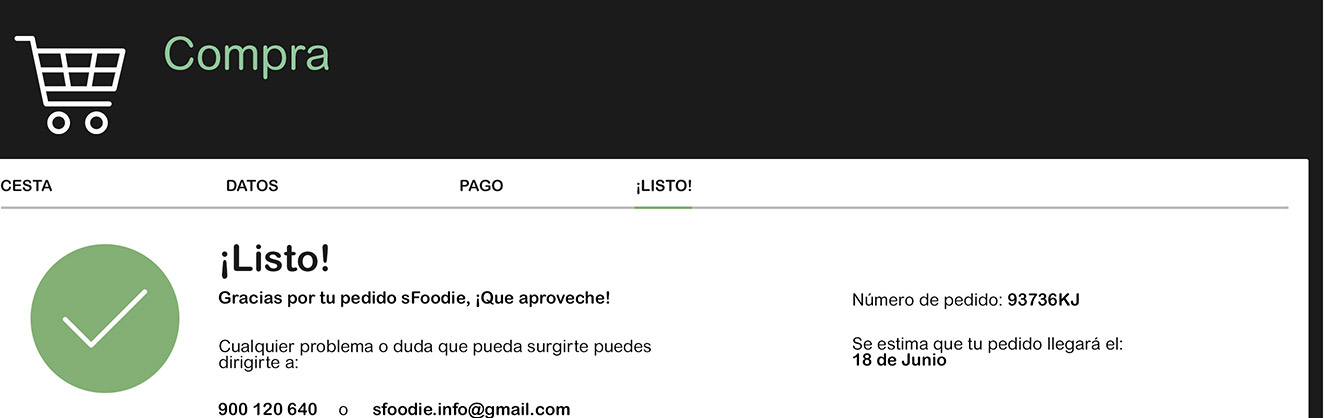 Compra
CESTA DATOS PAGO ¡LISTO!
¡Listo!
Gracias por tu pedido sFoodie, ¡Que aproveche!
Cualquier problema o duda que pueda surgirte puedes
dirigirte a:
900 120 640 o sfoodie.info@gmail.com
Número de pedido: 93736KJ
Se estima que tu pedido llegará el:
18 de Junio